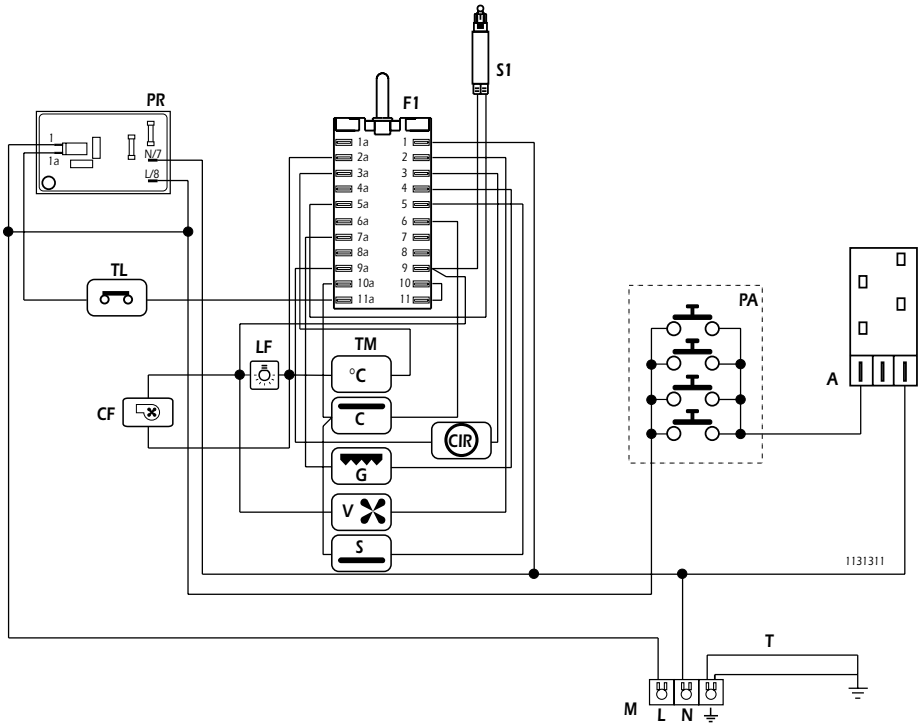 S1
PR
F1
1
1a
N/7
L/8
1a 1
2a 2
3a 3
4a 4
5a 5
6a 6
7a 7
8a 8
9a 9
10a 10
11a 11
TL
PA
LF
TM
°C
A
CF
C
CIR
G
V
S
1131311
T
M
L N